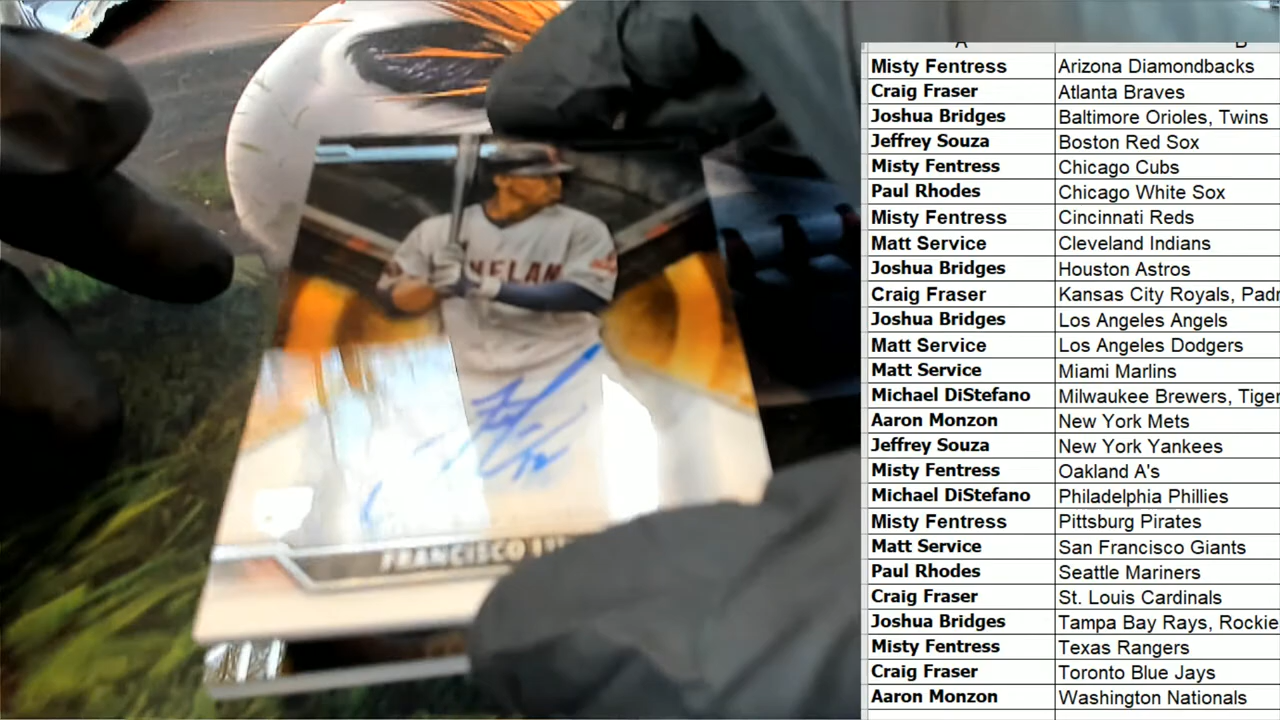 VELAN
FRANCISCO
A B
Misty Fentress Arizona Diamondbacks
Craig Fraser Atlanta Braves
Joshua Bridges Baltimore Orioles, Twins
Jeffrey Souza Boston Red Sox
Misty Fentress Chicago Cubs
Paul Rhodes Chicago White Sox
Misty Fentress Cincinnati Reds
Matt Service Cleveland Indians
Joshua Bridges Houston Astros
Craig Fraser Kansas City Royals, Padr
Joshua Bridges Los Angeles Angels
Matt Service Los Angeles Dodgers
Matt Service Miami Marlins
Michael DiStefano Milwaukee Brewers, Tiger
Aaron Monzon New York Mets
Jeffrey Souza New York Yankees
Misty Fentress Oakland A's
Michael DiStefano Philadelphia Phillies
Misty Fentress Pittsburg Pirates
Matt Service San Francisco Giants
Paul Rhodes Seattle Mariners
Craig Fraser St. Louis Cardinals
Joshua Bridges Tampa Bay Rays, Rockie
Misty Fentress Texas Rangers
Craig Fraser Toronto Blue Jays
Aaron Monzon Washington Nationals